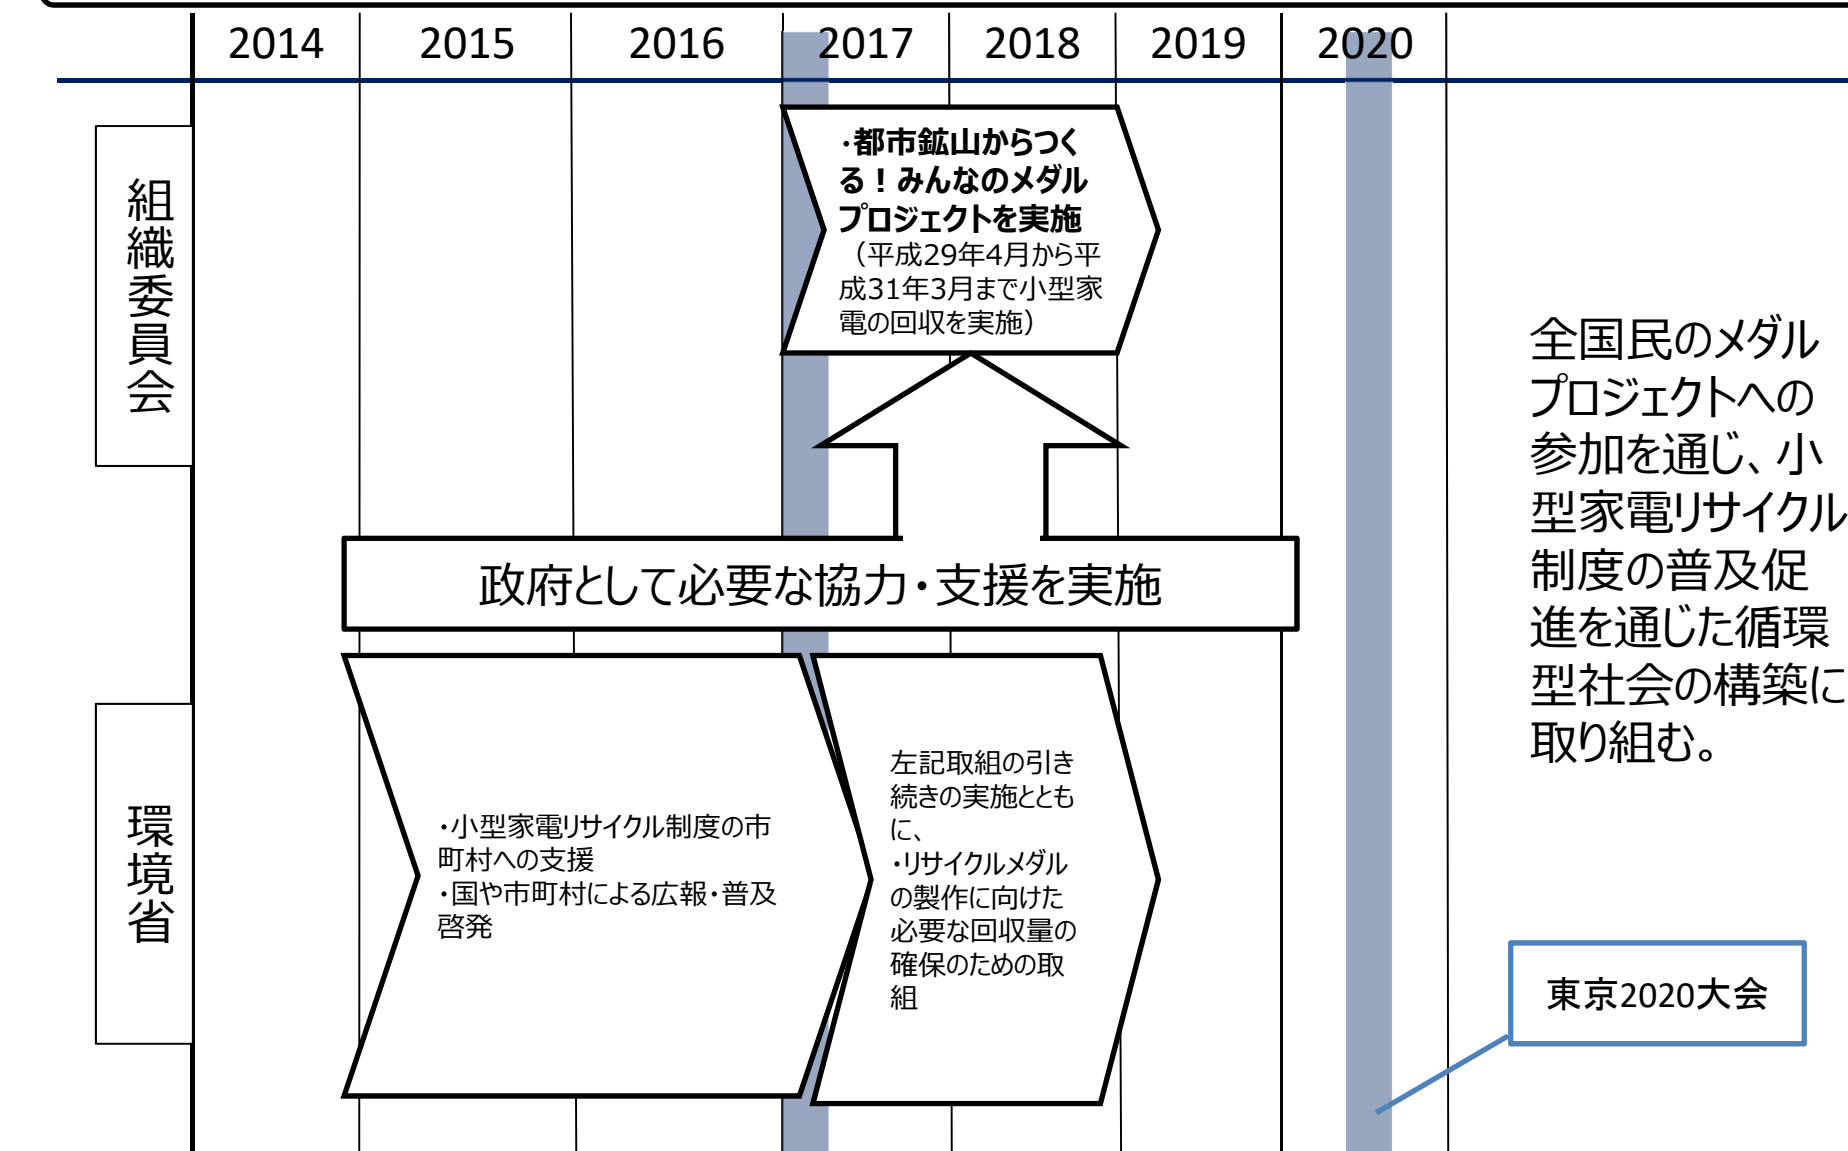 2014 2015 2016 2017 2018 2019 2020
組織委員会
・都市鉱山からつく
る！みんなのメダル
プロジェクトを実施
（平成29年4月から平
成31年3月まで小型家
電の回収を実施）
政府として必要な協力・支援を実施
環境省
・小型家電リサイクル制度の市
町村への支援
・国や市町村による広報・普及
啓発
左記取組の引き
続きの実施ととも
に、
・リサイクルメダル
の製作に向けた
必要な回収量の
確保のための取
組
全国民のメダル
プロジェクトへの
参加を通じ、小
型家電リサイクル
制度の普及促
進を通じた循環
型社会の構築に
取り組む。
東京2020大会